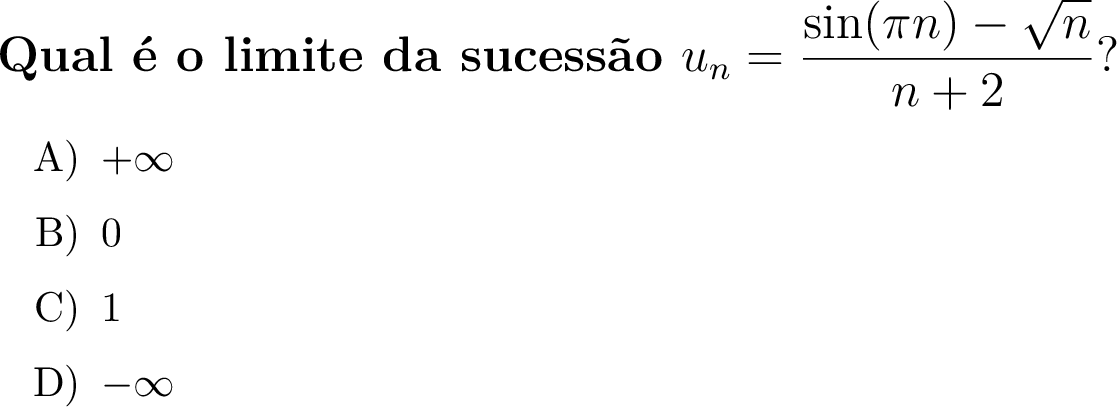 Qual é o limite da sucessão $u_n = \frac{\sin(\pi n) - \sqrt{n}}{n + 2}$?
A) $+\infty$
B) 0
C) 1
D) $-\infty$